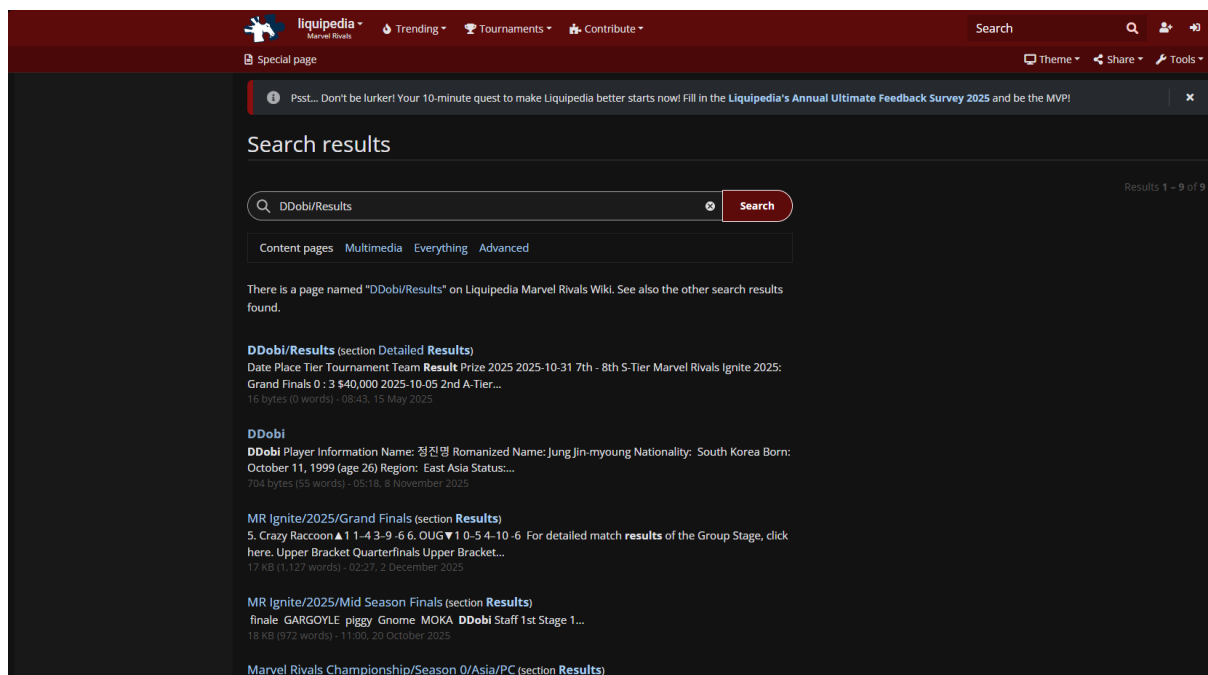 liquipedia
Marvel Rivals
Trending
Tournaments
Contribute
Search
Special page
Theme
Share
Tools
Psst... Don't be lurker! Your 10-minute quest to make Liquipedia better starts now! Fill in the Liquipedia's Annual Ultimate Feedback Survey 2025 and be the MVP!
Search results
Results 1 – 9 of 9
DDobi/Results
Search
Content pages Multimedia Everything Advanced
There is a page named "DDobi/Results" on Liquipedia Marvel Rivals Wiki. See also the other search results
found.
DDobi/Results (section Detailed Results)
Date Place Tier Tournament Team Result Prize 2025 2025-10-31 7th - 8th S-Tier Marvel Rivals Ignite 2025:
Grand Finals 0 : 3 $40,000 2025-10-05 2nd A-Tier...
16 bytes (0 words) - 08:43, 15 May 2025
DDobi
DDobi Player Information Name: 정진명 Romanized Name: Jung Jin-myoung Nationality: South Korea Born:
October 11, 1999 (age 26) Region: East Asia Status:...
704 bytes (55 words) - 05:18, 8 November 2025
MR Ignite/2025/Grand Finals (section Results)
5. Crazy Raccoon▲1 1–4 3–9 -6 6. OUG▼1 0–5 4–10 -6 For detailed match results of the Group Stage, click
here. Upper Bracket Quarterfinals Upper Bracket...
17 KB (1,127 words) - 02:27, 2 December 2025
MR Ignite/2025/Mid Season Finals (section Results)
finale GARGOYLE piggy Gnome MOKA DDobi Staff 1st Stage 1...
18 KB (972 words) - 11:00, 20 October 2025
Marvel Rivals Championship/Season 0/Asia/PC (section Results)